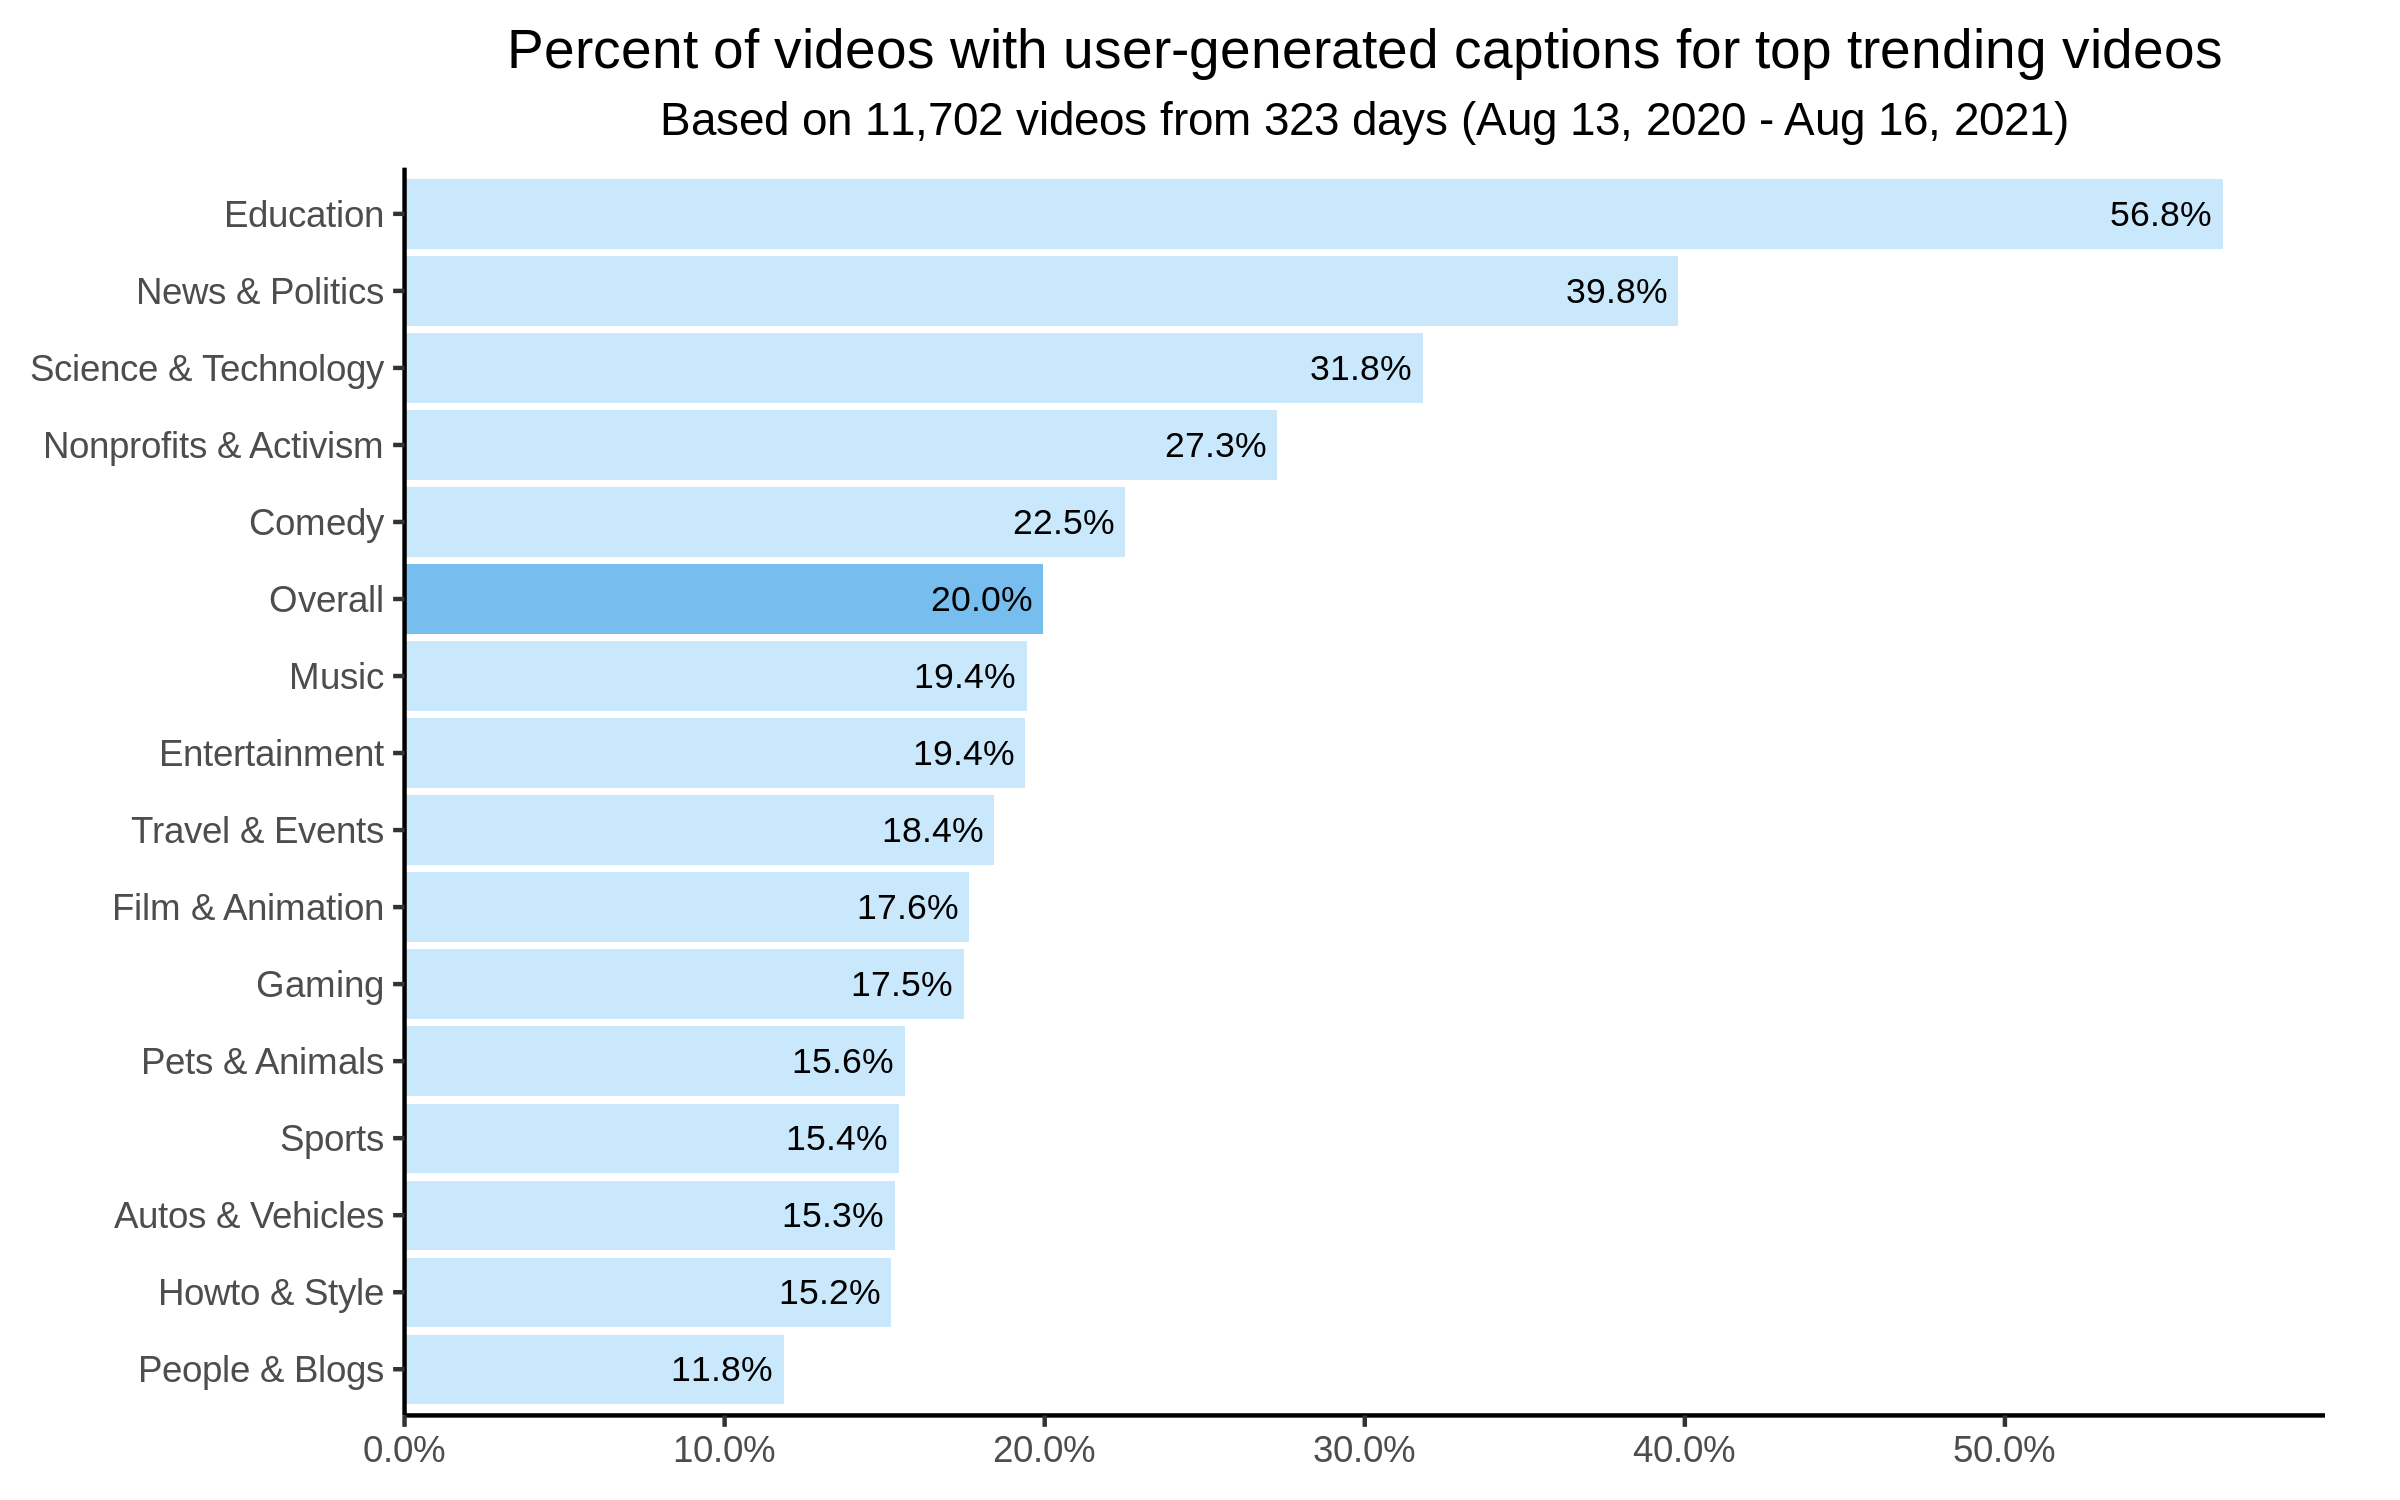 Percent of videos with user-generated captions for top trending videos
Based on 11,702 videos from 323 days (Aug 13, 2020 - Aug 16, 2021)
Education 56.8%
News & Politics 39.8%
Science & Technology 31.8%
Nonprofits & Activism 27.3%
Comedy 22.5%
Overall 20.0%
Music 19.4%
Entertainment 19.4%
Travel & Events 18.4%
Film & Animation 17.6%
Gaming 17.5%
Pets & Animals 15.6%
Sports 15.4%
Autos & Vehicles 15.3%
Howto & Style 15.2%
People & Blogs 11.8%
0.0% 10.0% 20.0% 30.0% 40.0% 50.0%